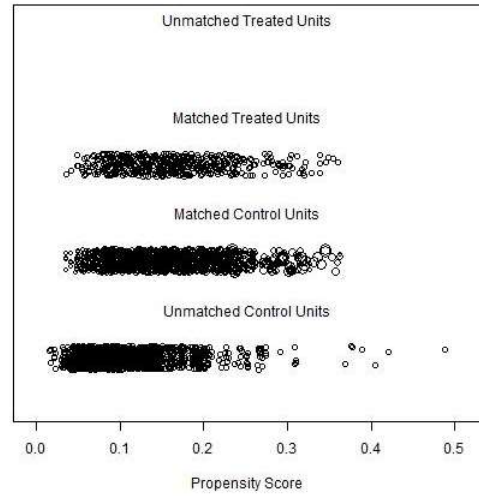 Unmatched Treated Units
Matched Treated Units
Matched Control Units
Unmatched Control Units
0.0 0.1 0.2 0.3 0.4 0.5
Propensity Score